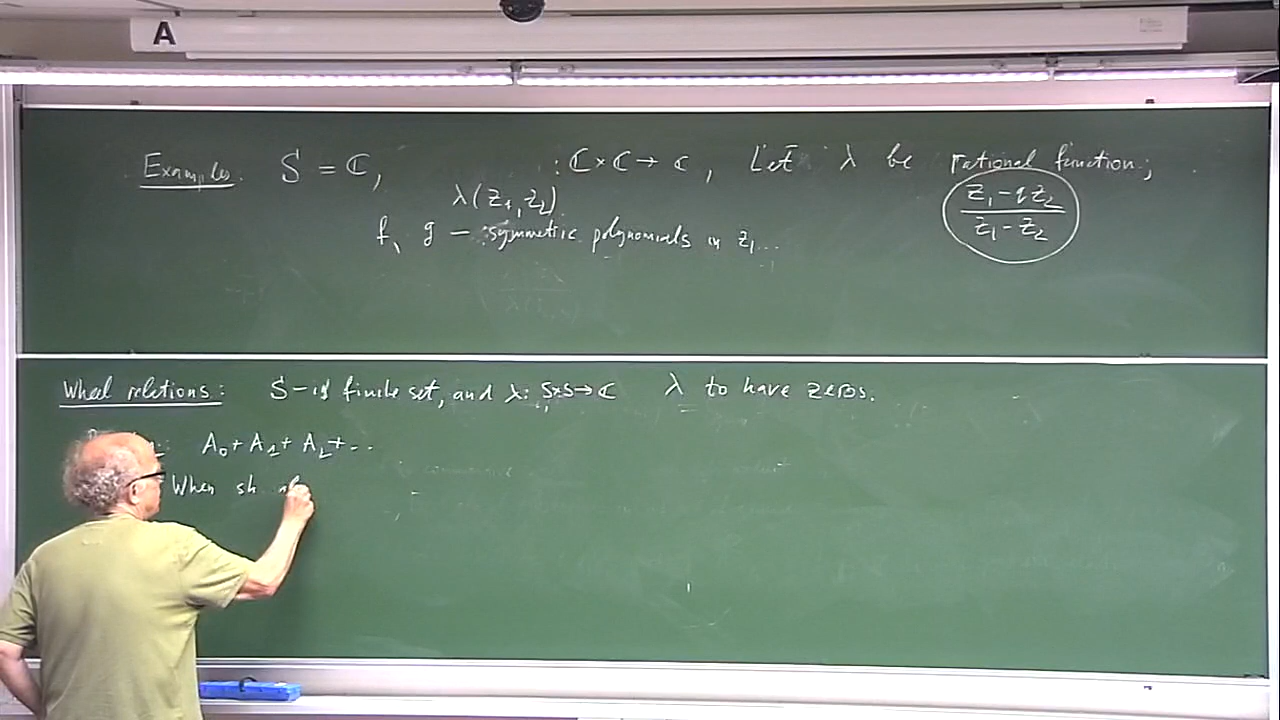 A
Examples. S = ℂ, : ℂ × ℂ → ℂ, Let λ be rational function;
λ(z₁, z₂) (z₁ - q z₂)/(z₁ - z₂)
f, g — symmetric polynomials in z₁...
Wheel relations: S - is finite set, and λ: S×S → ℂ λ to have zeros.
A₀ + A₁ + A₂ + ...
When sh